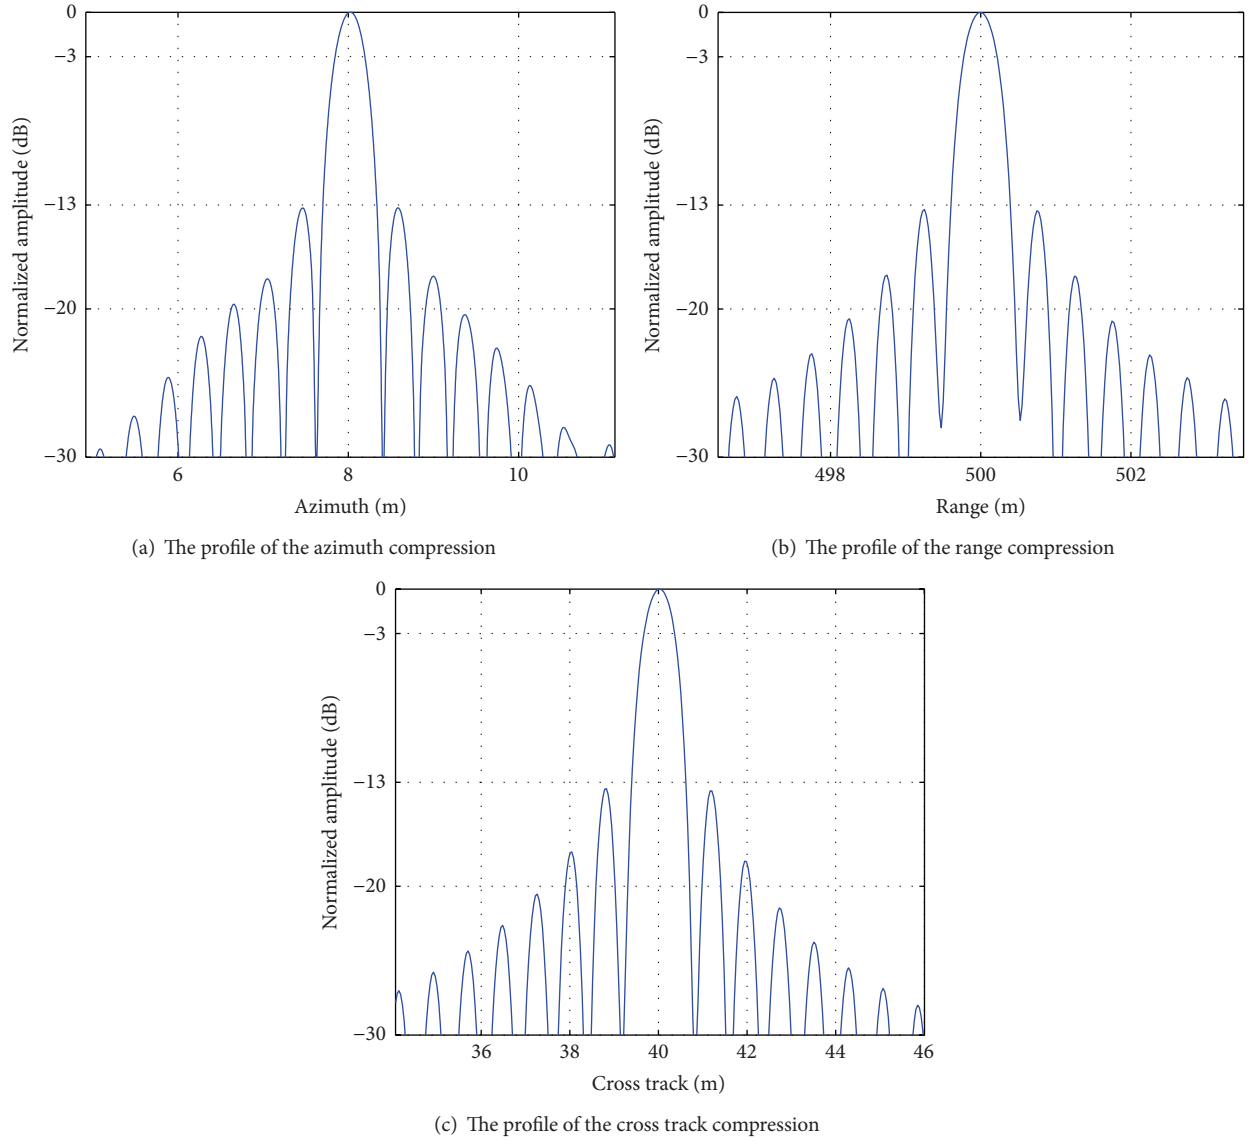 0
−3
−13
−20
−30
Normalized amplitude (dB)
6 8 10
Azimuth (m)
(a) The profile of the azimuth compression
0
−3
−13
−20
−30
Normalized amplitude (dB)
498 500 502
Range (m)
(b) The profile of the range compression
0
−3
−13
−20
−30
Normalized amplitude (dB)
36 38 40 42 44 46
Cross track (m)
(c) The profile of the cross track compression